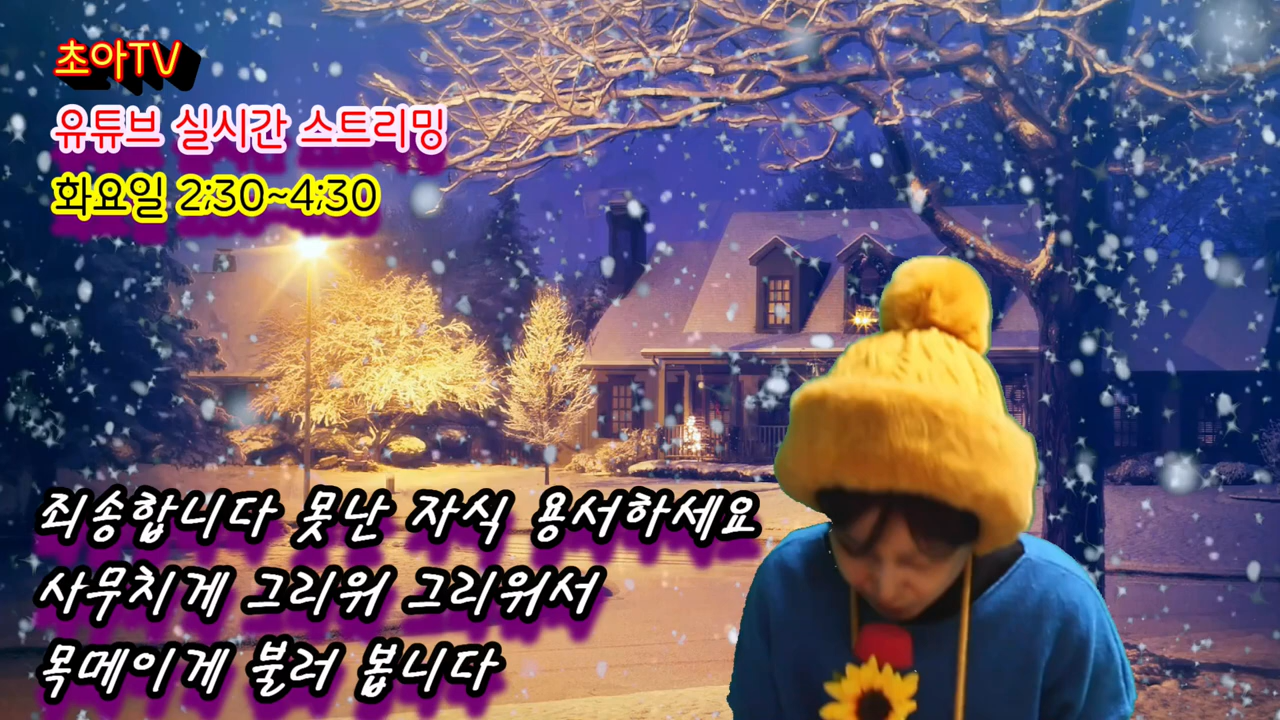 초아TV
유튜브 실시간 스트리밍
화요일 2;30~4;30
죄송합니다 못난 자식 용서하세요
사무치게 그리워 그리워서
목메이게 불러 봅니다